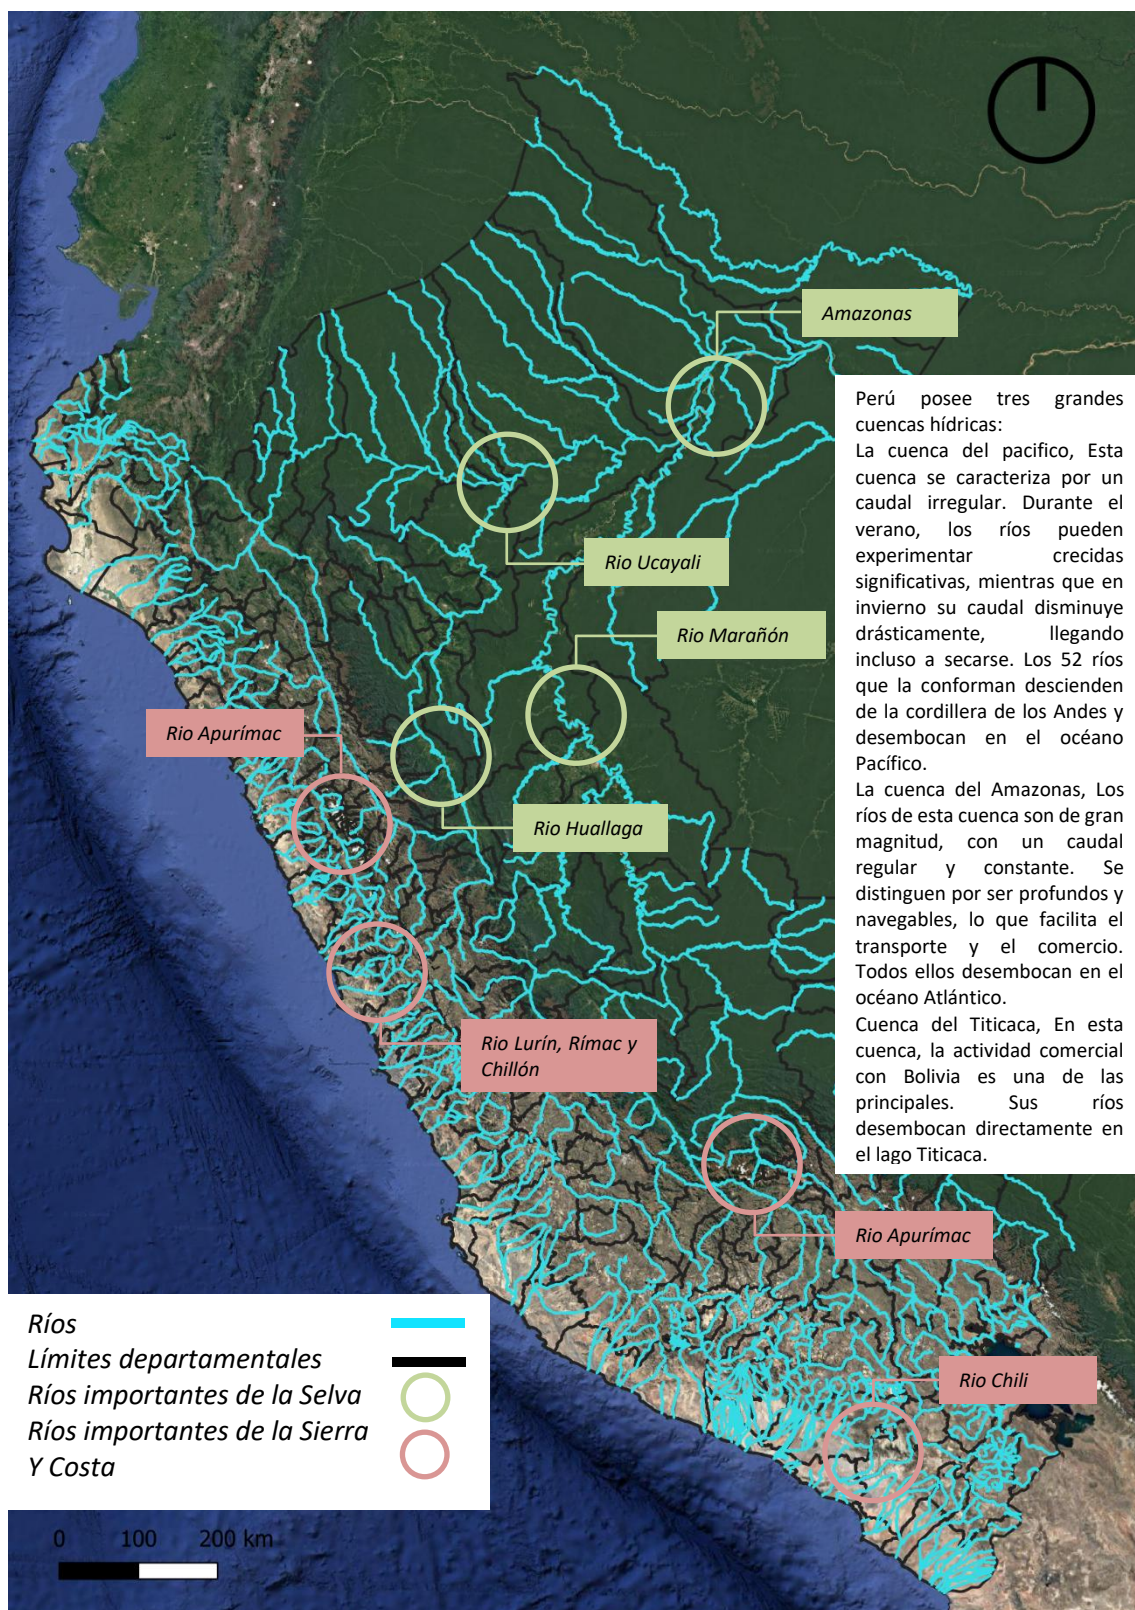 Amazonas
Perú posee tres grandes
cuencas hídricas:
La cuenca del pacifico, Esta
cuenca se caracteriza por un
caudal irregular. Durante el
verano, los ríos pueden
experimentar crecidas
significativas, mientras que en
invierno su caudal disminuye
drásticamente, llegando
incluso a secarse. Los 52 ríos
que la conforman descienden
de la cordillera de los Andes y
desembocan en el océano
Pacífico.
La cuenca del Amazonas, Los
ríos de esta cuenca son de gran
magnitud, con un caudal
regular y constante. Se
distinguen por ser profundos y
navegables, lo que facilita el
transporte y el comercio.
Todos ellos desembocan en el
océano Atlántico.
Cuenca del Titicaca, En esta
cuenca, la actividad comercial
con Bolivia es una de las
principales. Sus ríos
desembocan directamente en
el lago Titicaca.
Rio Ucayali
Rio Marañón
Rio Apurímac
Rio Huallaga
Rio Lurín, Rímac y
Chillón
Rio Apurímac
Rio Chili
Ríos
Límites departamentales
Ríos importantes de la Selva
Ríos importantes de la Sierra
Y Costa
0 100 200 km